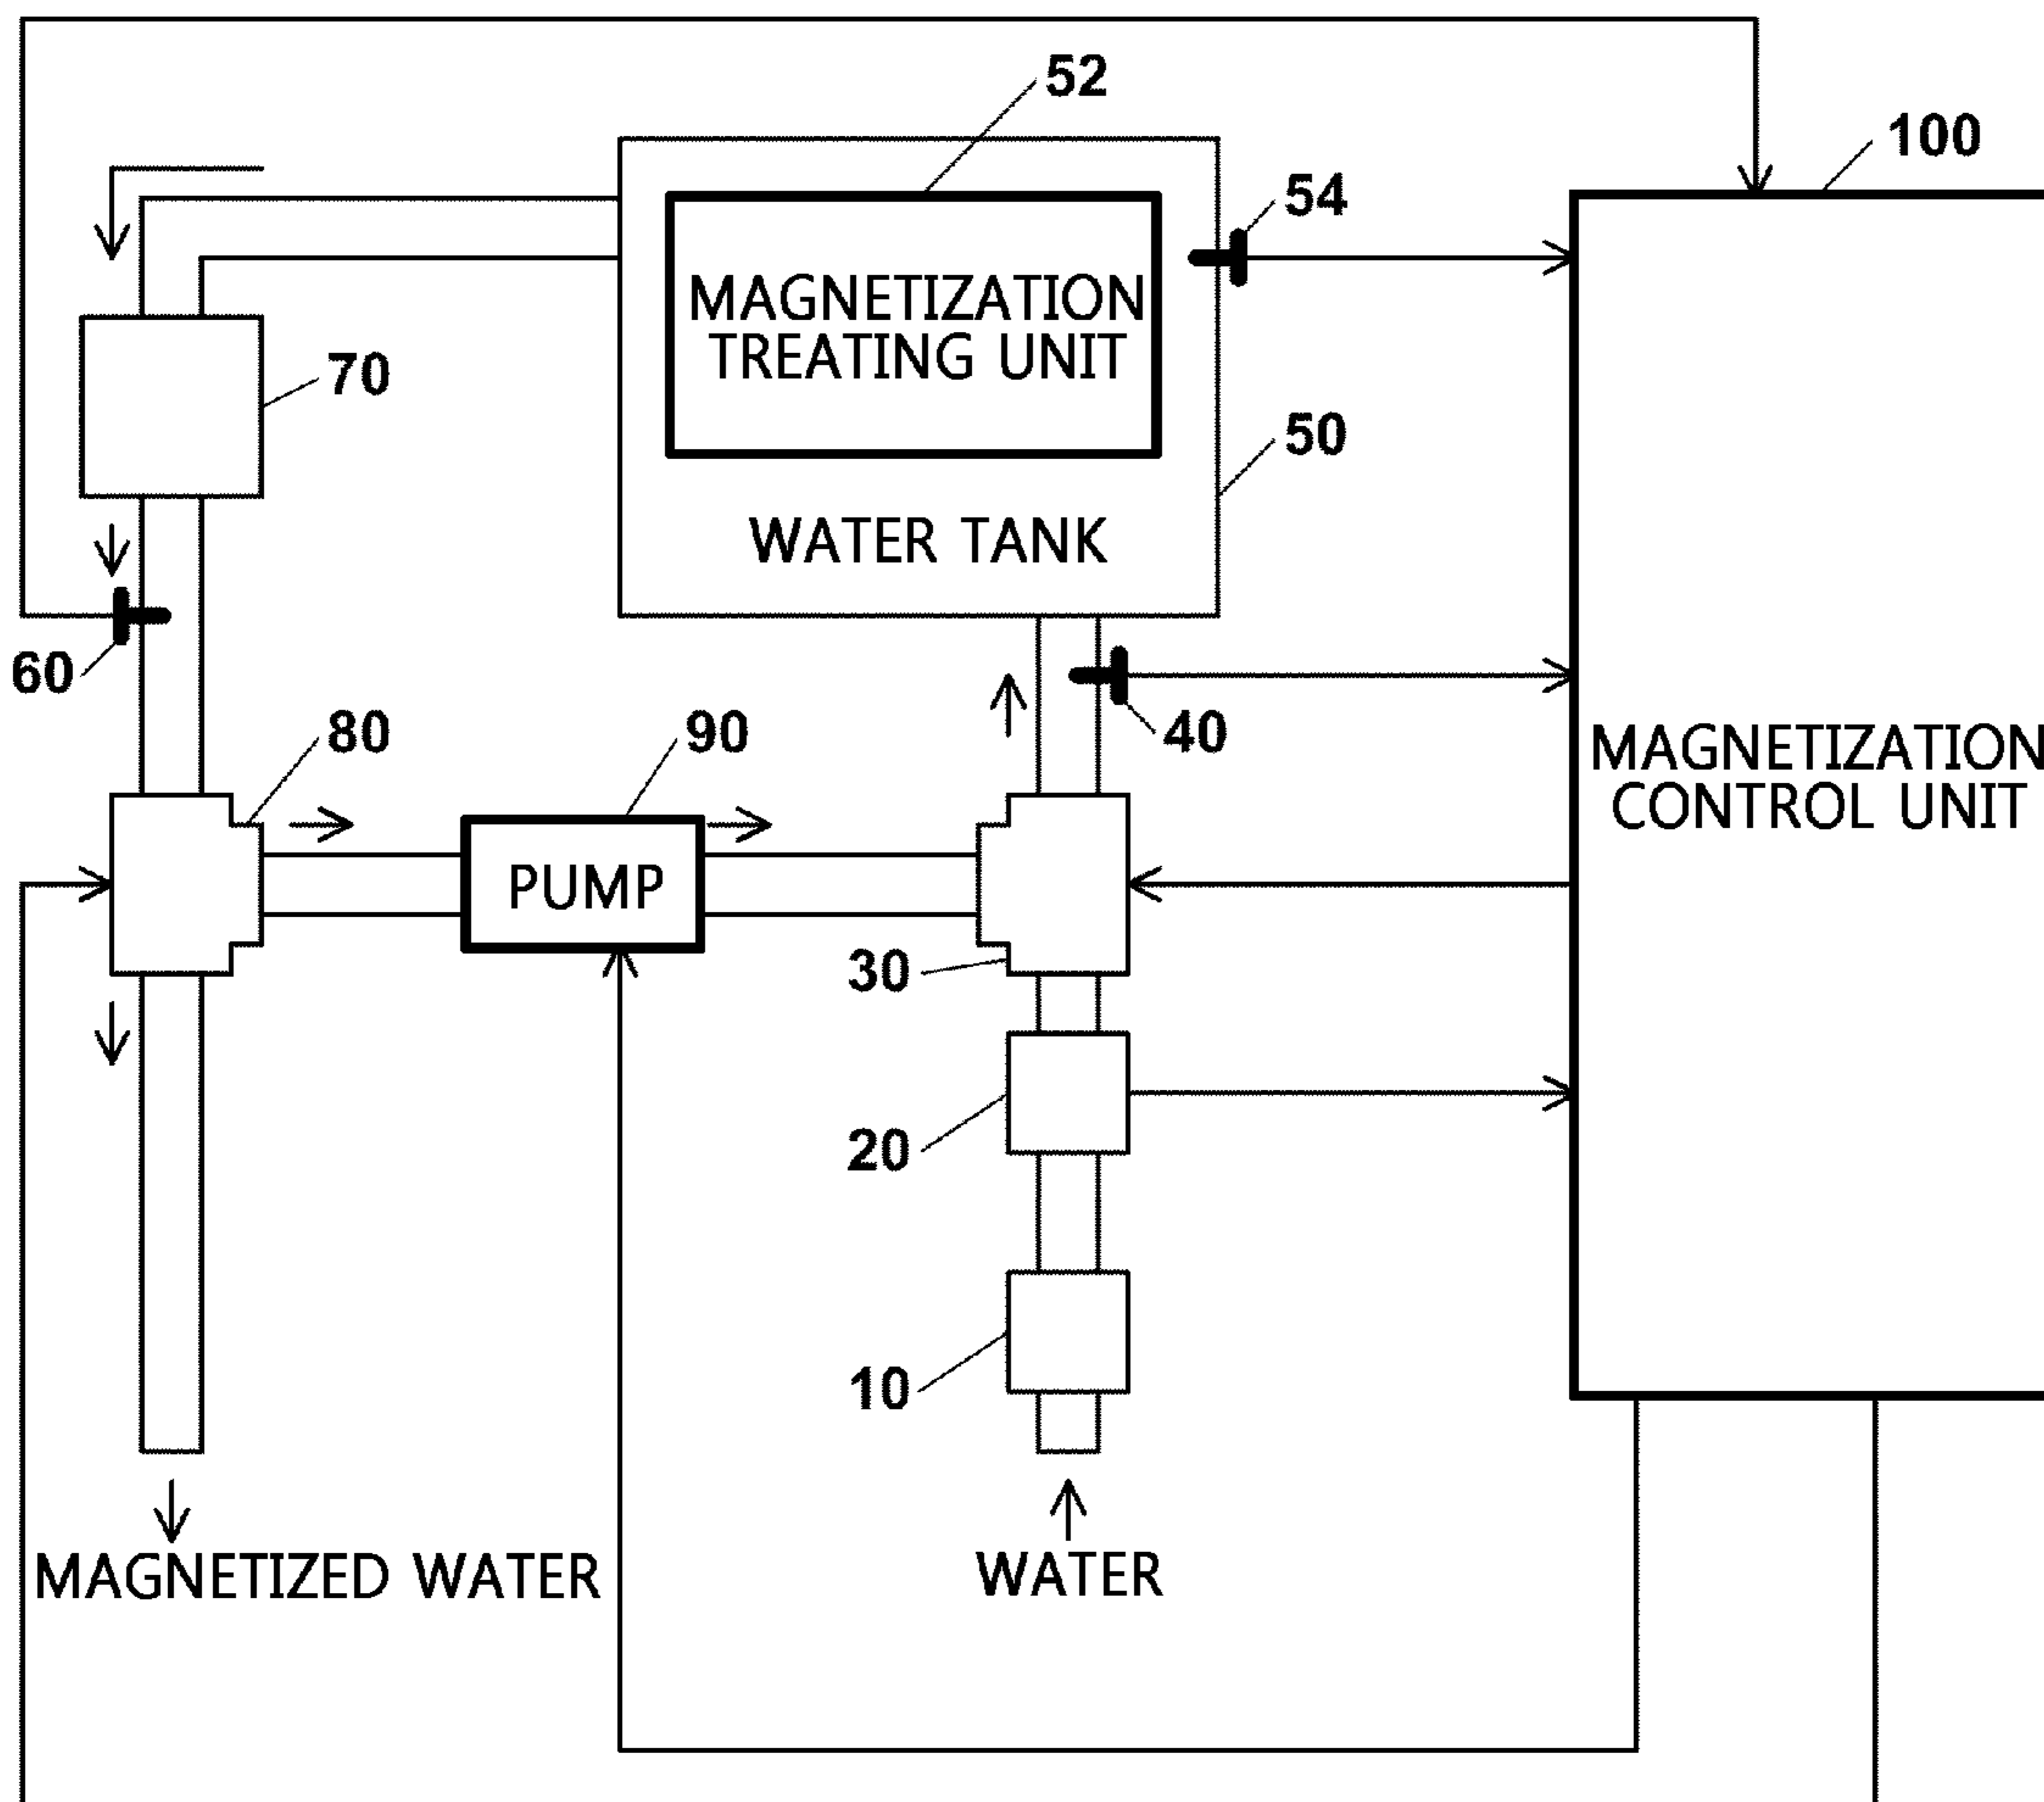 52
100
54
MAGNETIZATION
TREATING UNIT
70
50
WATER TANK
60
40
80
90
MAGNETIZATION
CONTROL UNIT
PUMP
30
20
10
MAGNETIZED WATER
WATER